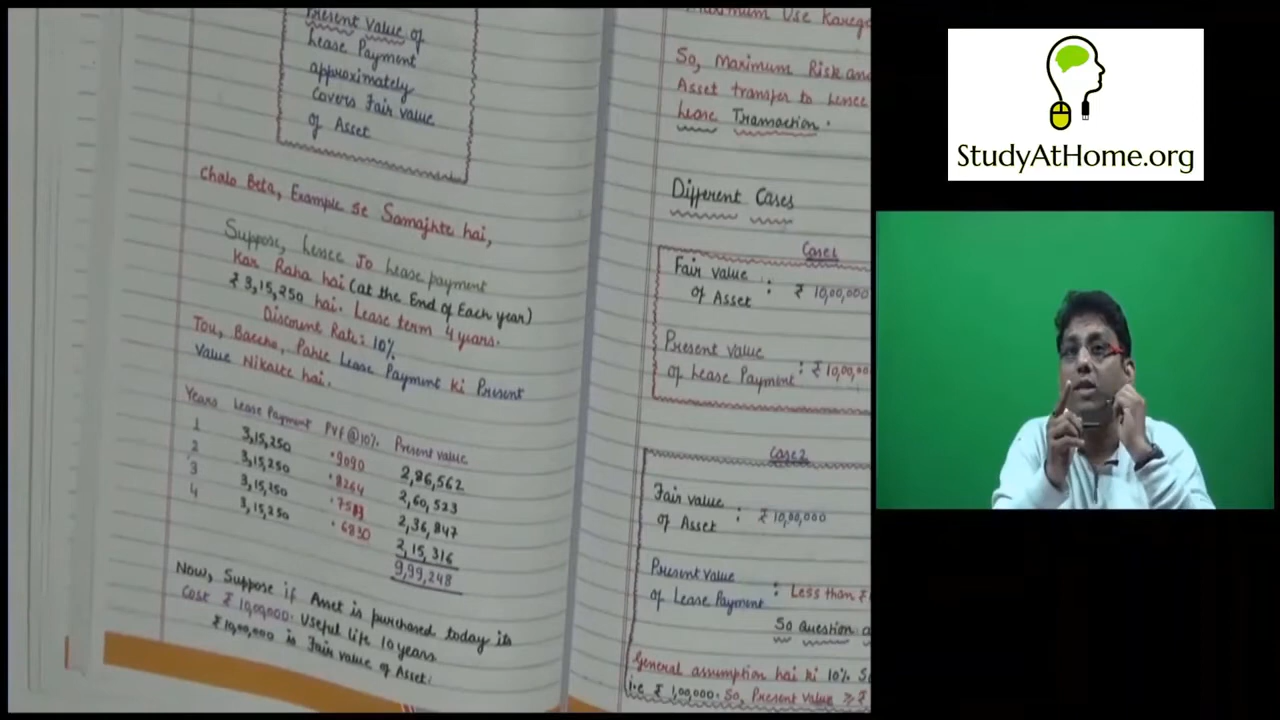 Present Value of
Lease Payment
approximately
covers Fair value
of Asset
Chalo Beta, Example se Samajhte hai,
Suppose, Lessee Jo Lease payment
Kar Raha hai (at the End of Each year)
₹ 3,15,250 hai. Lease term 4 years.
Discount Rate: 10%
Tou, Baccho, Pahle Lease Payment ki Present
Value Nikalte hai.
Years Lease Payment PVF@10% Present value
1 3,15,250 .9090 2,86,562
2 3,15,250 .8264 2,60,523
3 3,15,250 .7513 2,36,847
4 3,15,250 .6830 2,15,316
9,99,248
Now, Suppose if Asset is purchased today its
Cost ₹ 10,00,000. Useful life 10 years
₹10,00,000 is Fair value of Asset.
Maximum Use Karega
So, Maximum Risk and
Asset transfer to Lessee
Lease Transaction.
Different Cases
Case1
Fair value
of Asset : ₹ 10,00,000
Present value
of Lease Payment : ₹ 10,00,00
Case2
Fair value
of Asset : ₹ 10,00,000
Present value
of Lease Payment : Less than ₹
So Question
General assumption hai ki 10%
i.e ₹ 1,00,000. So, Present value ≥ ₹
StudyAtHome.org